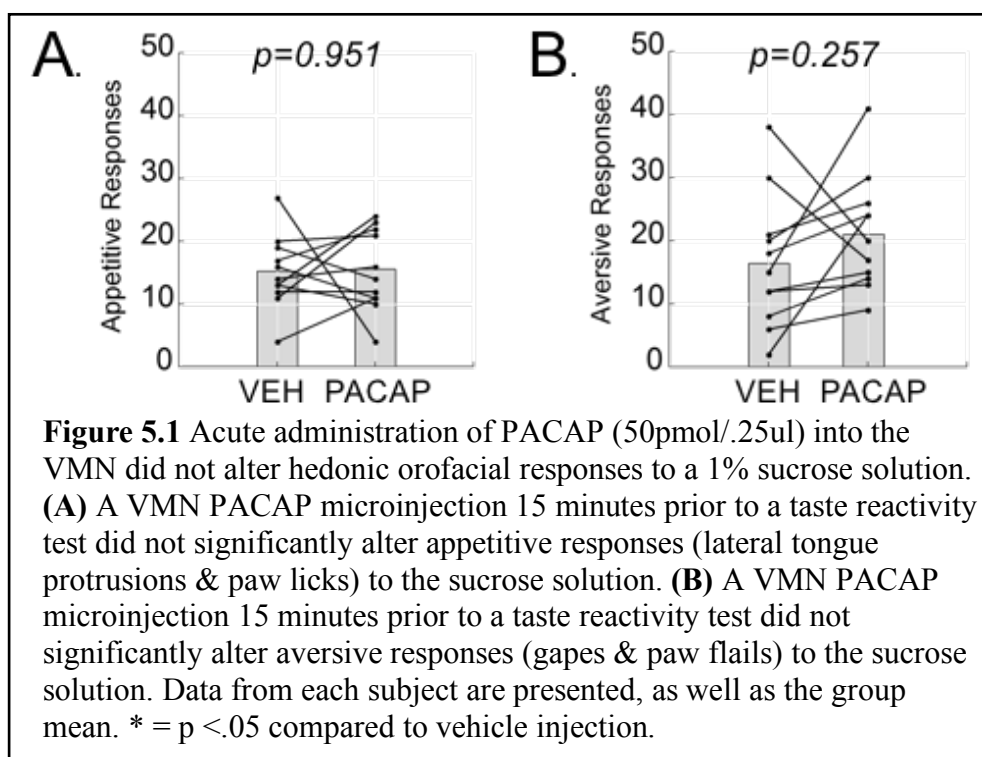 A.
p=0.951
50
40
30
20
10
0
Appetitive Responses
VEH PACAP
B.
p=0.257
50
40
30
20
10
0
Aversive Responses
VEH PACAP
Figure 5.1 Acute administration of PACAP (50pmol/.25ul) into the
VMN did not alter hedonic orofacial responses to a 1% sucrose solution.
(A) A VMN PACAP microinjection 15 minutes prior to a taste reactivity
test did not significantly alter appetitive responses (lateral tongue
protrusions & paw licks) to the sucrose solution. (B) A VMN PACAP
microinjection 15 minutes prior to a taste reactivity test did not
significantly alter aversive responses (gapes & paw flails) to the sucrose
solution. Data from each subject are presented, as well as the group
mean. * = p <.05 compared to vehicle injection.